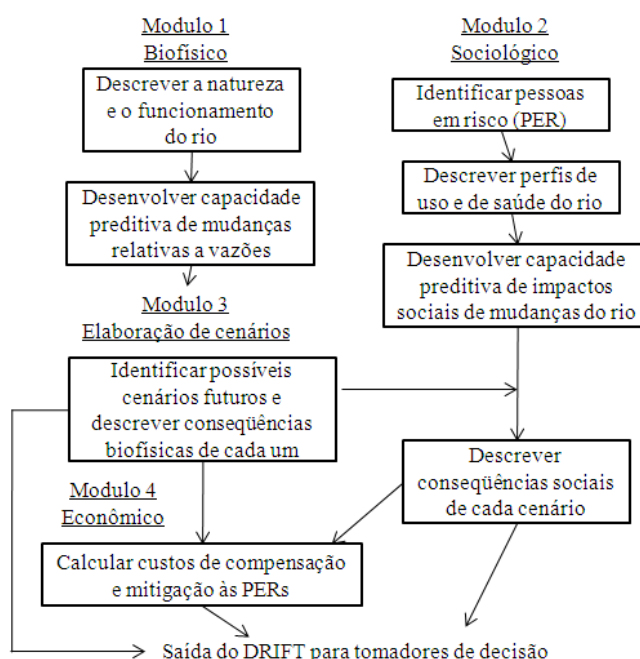 Modulo 1
Biofísico
Descrever a natureza
e o funcionamento
do rio
Desenvolver capacidade
preditiva de mudanças
relativas a vazões
Modulo 2
Sociológico
Identificar pessoas
em risco (PER)
Descrever perfis de
uso e de saúde do rio
Desenvolver capacidade
preditiva de impactos
sociais de mudanças do rio
Modulo 3
Elaboração de cenários
Identificar possíveis
cenários futuros e
descrever conseqüências
biofísicas de cada um
Descrever
conseqüências sociais
de cada cenário
Modulo 4
Econômico
Calcular custos de compensação
e mitigação às PERs
Saída do DRIFT para tomadores de decisão